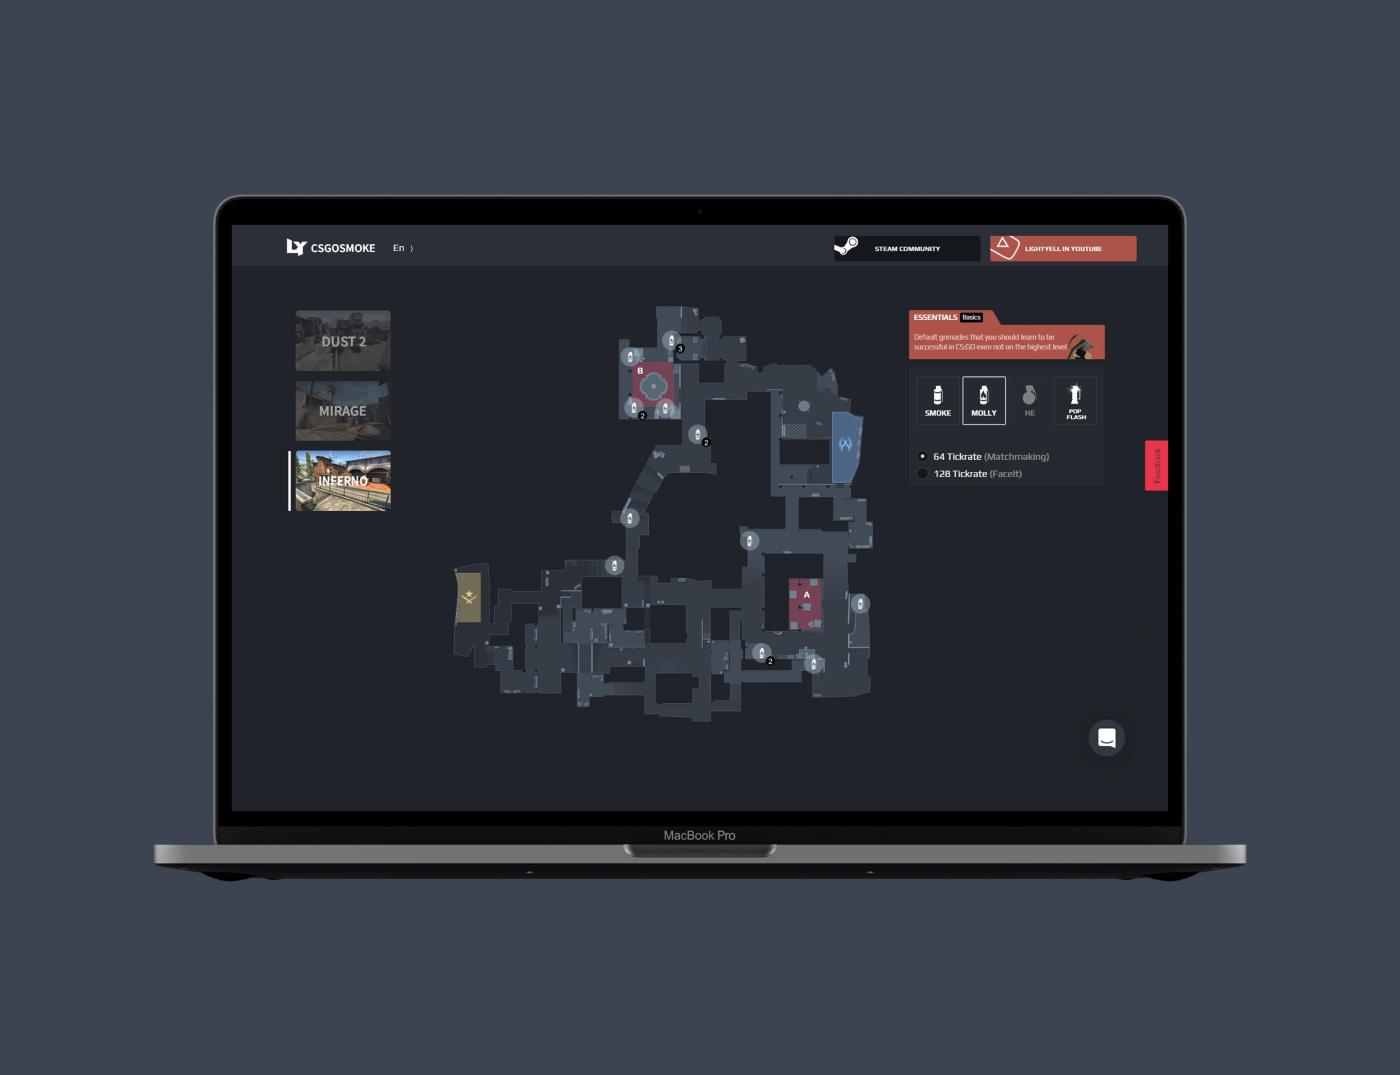 CSGOSMOKE
En
STEAM COMMUNITY
LIGHTYELL IN YOUTUBE
DUST 2
MIRAGE
INFERNO
B
3
2
2
A
2
ESSENTIALS Basics
Default grenades that you should learn to be
successful in CS:GO even not on the highest level
SMOKE
MOLLY
HE
POP
FLASH
64 Tickrate (Matchmaking)
128 Tickrate (FaceIt)
Feedback
MacBook Pro